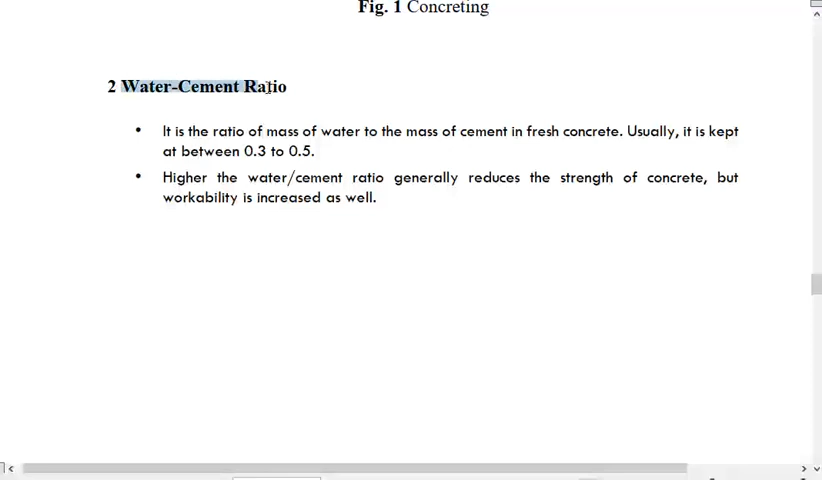 Fig. 1 Concreting
2 Water-Cement Ratio
• It is the ratio of mass of water to the mass of cement in fresh concrete. Usually, it is kept
at between 0.3 to 0.5.
• Higher the water/cement ratio generally reduces the strength of concrete, but
workability is increased as well.